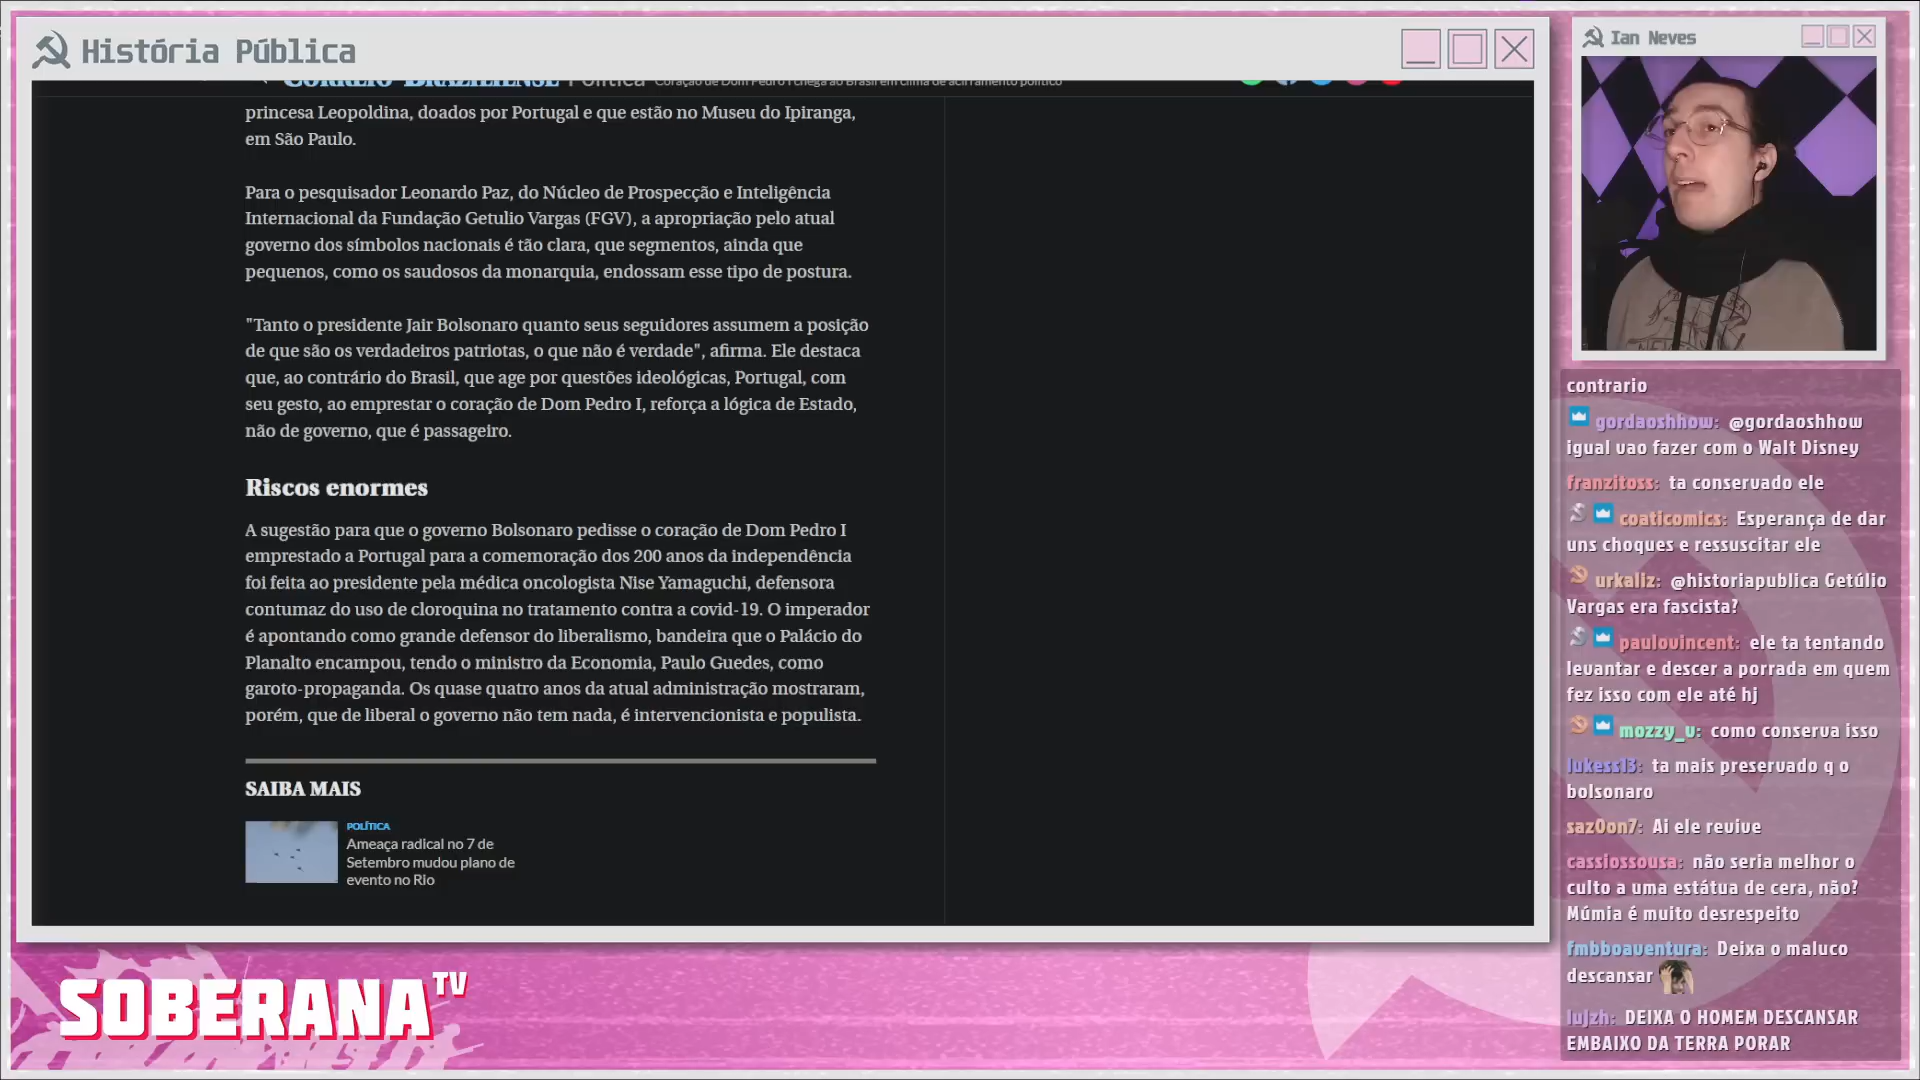 História Pública
CORREIO BRAZILIENSE | Política Coração de Dom Pedro I chega ao Brasil em clima de acirramento político
princesa Leopoldina, doados por Portugal e que estão no Museu do Ipiranga,
em São Paulo.
Para o pesquisador Leonardo Paz, do Núcleo de Prospecção e Inteligência
Internacional da Fundação Getulio Vargas (FGV), a apropriação pelo atual
governo dos símbolos nacionais é tão clara, que segmentos, ainda que
pequenos, como os saudosos da monarquia, endossam esse tipo de postura.
"Tanto o presidente Jair Bolsonaro quanto seus seguidores assumem a posição
de que são os verdadeiros patriotas, o que não é verdade", afirma. Ele destaca
que, ao contrário do Brasil, que age por questões ideológicas, Portugal, com
seu gesto, ao emprestar o coração de Dom Pedro I, reforça a lógica de Estado,
não de governo, que é passageiro.
Riscos enormes
A sugestão para que o governo Bolsonaro pedisse o coração de Dom Pedro I
emprestado a Portugal para a comemoração dos 200 anos da independência
foi feita ao presidente pela médica oncologista Nise Yamaguchi, defensora
contumaz do uso de cloroquina no tratamento contra a covid-19. O imperador
é apontando como grande defensor do liberalismo, bandeira que o Palácio do
Planalto encampou, tendo o ministro da Economia, Paulo Guedes, como
garoto-propaganda. Os quase quatro anos da atual administração mostraram,
porém, que de liberal o governo não tem nada, é intervencionista e populista.
SAIBA MAIS
POLÍTICA
Ameaça radical no 7 de
Setembro mudou plano de
evento no Rio
SOBERANA TV
Ian Neves
contrario
gordaoshhow: @gordaoshhow
igual vao fazer com o Walt Disney
franzitoss: ta conservado ele
coaticomics: Esperança de dar
uns choques e ressuscitar ele
urkaliz: @historiapublica Getúlio
Vargas era fascista?
paulovincent: ele ta tentando
levantar e descer a porrada em quem
fez isso com ele até hj
mozzy_v: como conserva isso
lukess13: ta mais preservado q o
bolsonaro
saz0on7: Ai ele revive
cassiossousa: não seria melhor o
culto a uma estátua de cera, não?
Múmia é muito desrespeito
fmbboaventura: Deixa o maluco
descansar
lujzh: DEIXA O HOMEM DESCANSAR
EMBAIXO DA TERRA PORAR